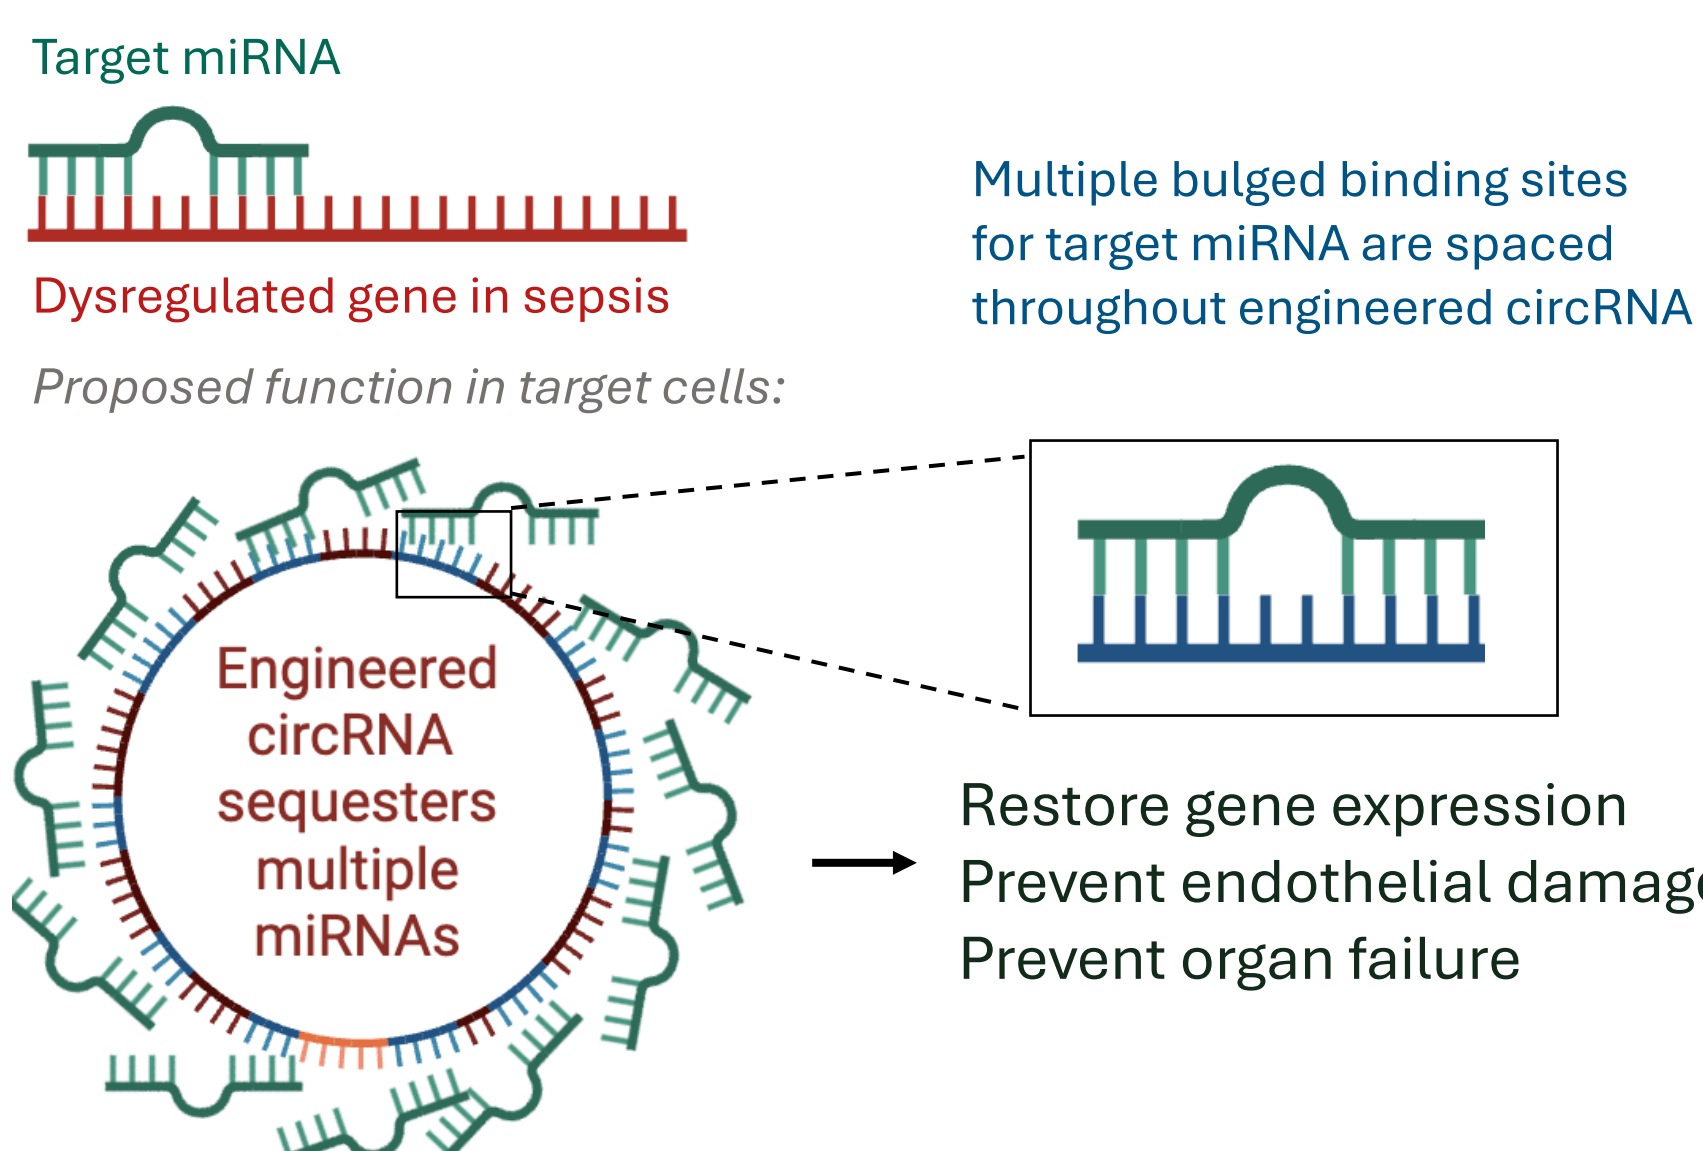 Target miRNA
Dysregulated gene in sepsis
Proposed function in target cells:
Multiple bulged binding sites
for target miRNA are spaced
throughout engineered circRNA
Engineered
circRNA
sequesters
multiple
miRNAs
Restore gene expression
Prevent endothelial damage
Prevent organ failure